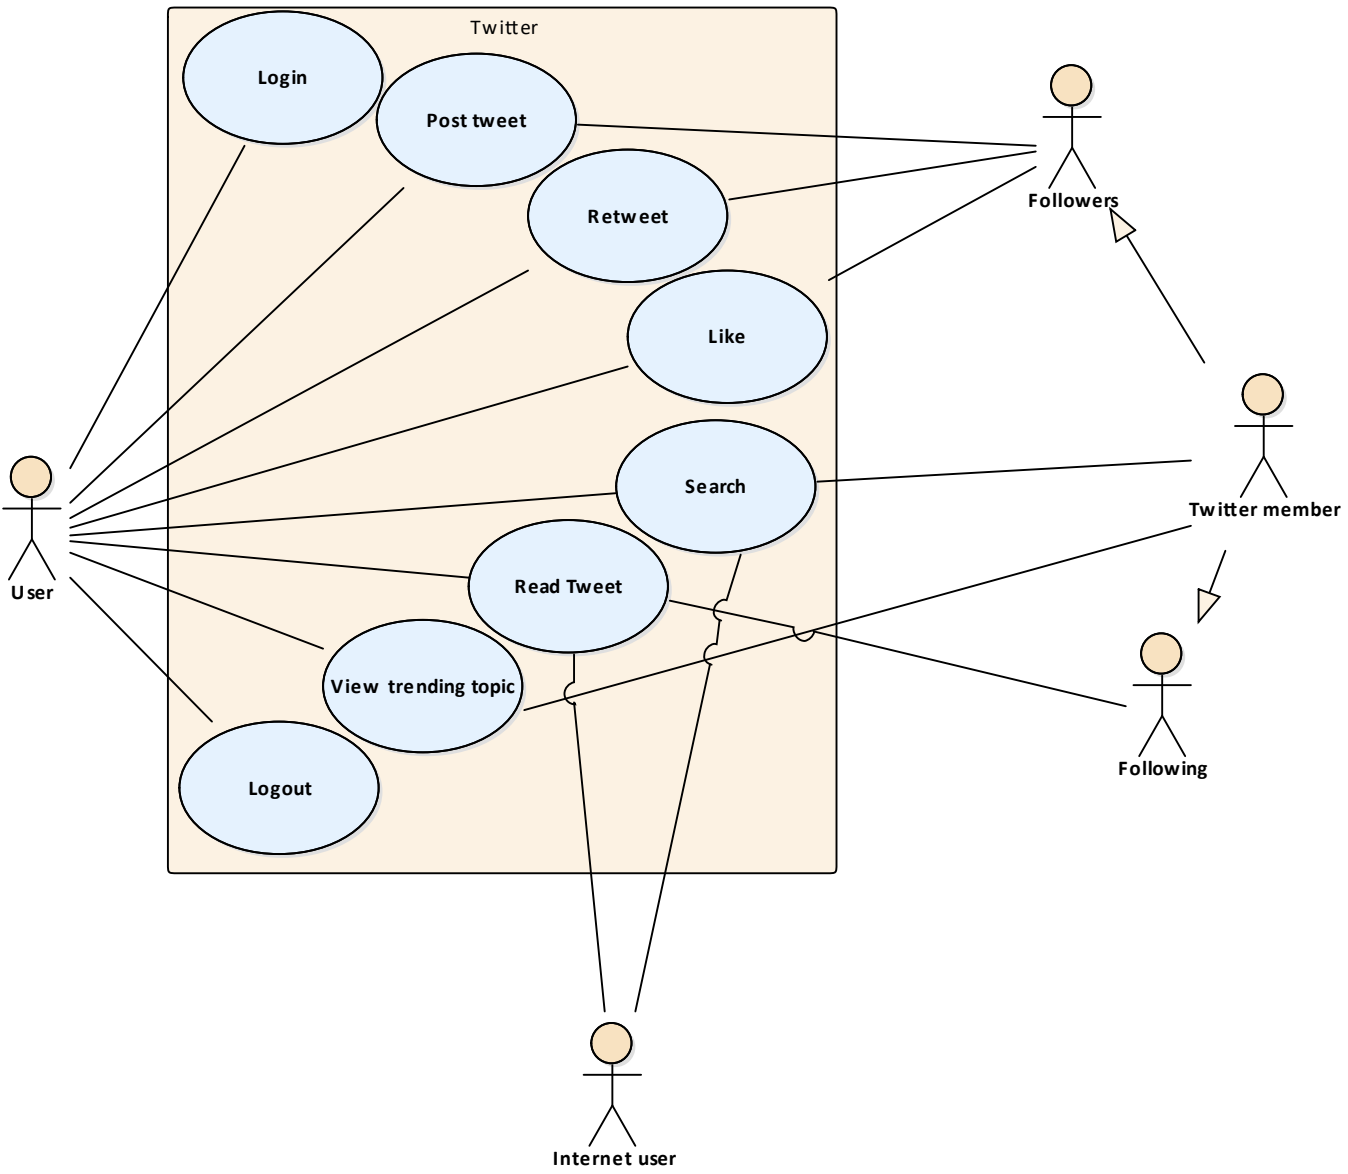 Twitter
Login
Post tweet
Retweet
Followers
Like
Search
Twitter member
User
Read Tweet
View trending topic
Following
Logout
Internet user